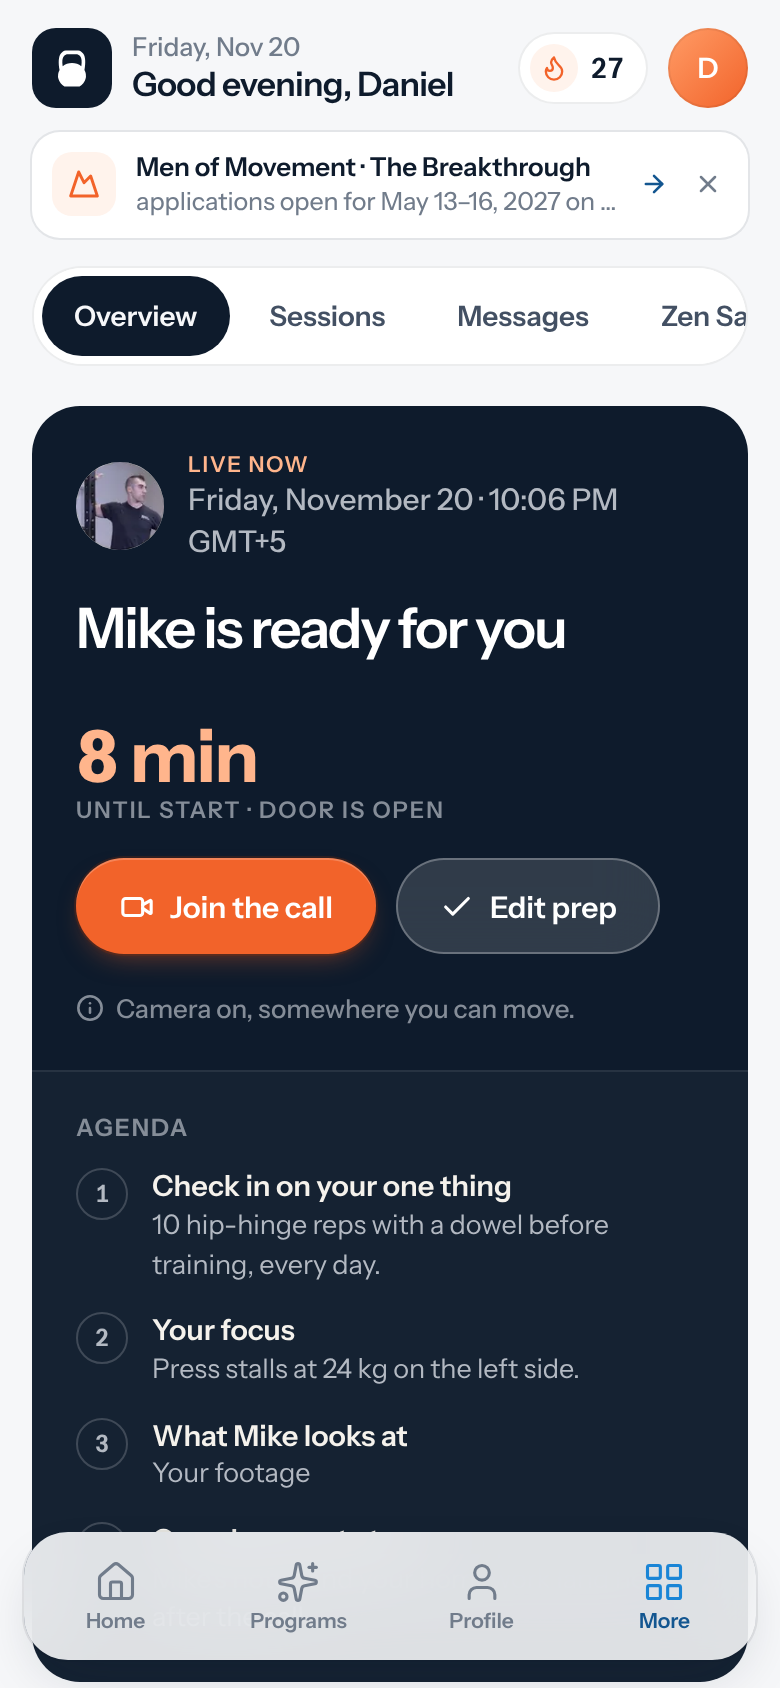 Friday, Nov 20
Good evening, Daniel
27
D
Men of Movement · The Breakthrough
applications open for May 13–16, 2027 on ...
Overview
Sessions
Messages
Zen Sa
LIVE NOW
Friday, November 20 · 10:06 PM
GMT+5
Mike is ready for you
8 min
UNTIL START · DOOR IS OPEN
Join the call
Edit prep
Camera on, somewhere you can move.
AGENDA
1
Check in on your one thing
10 hip-hinge reps with a dowel before
training, every day.
2
Your focus
Press stalls at 24 kg on the left side.
3
What Mike looks at
Your footage
after
Home
Programs
Profile
More